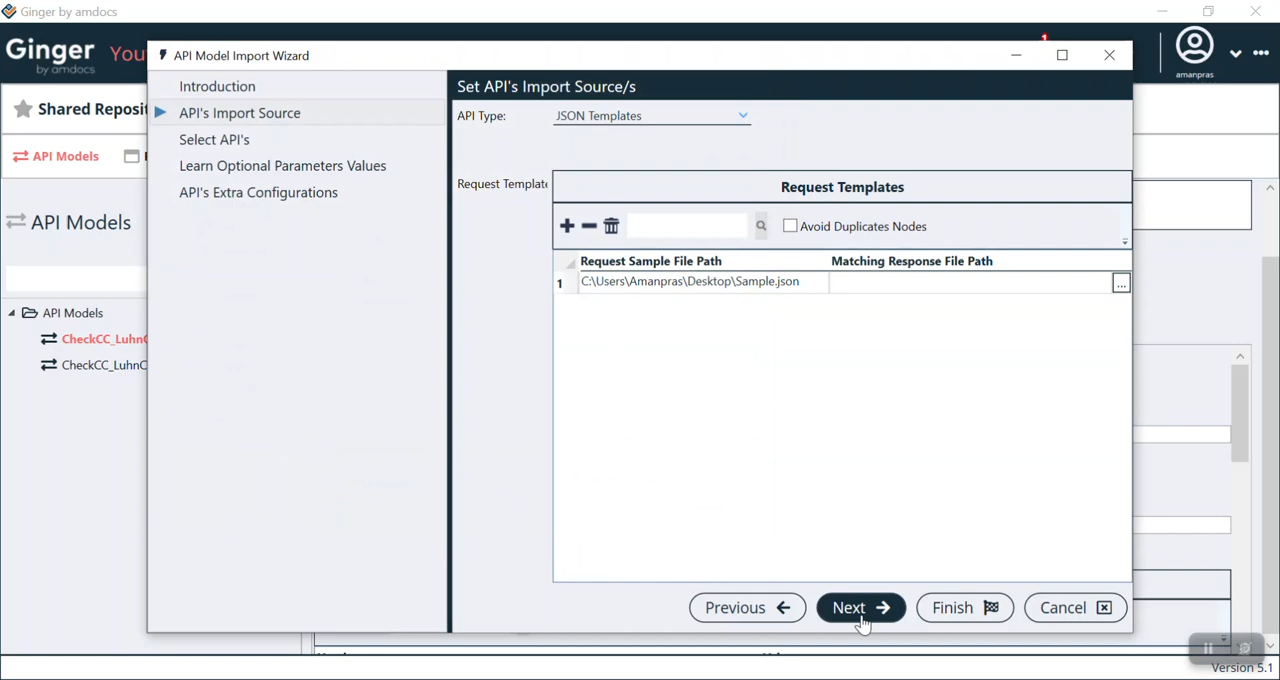 Ginger by amdocs
Ginger
by amdocs
You
1
amanpras
API Model Import Wizard
Introduction
API's Import Source
Select API's
Learn Optional Parameters Values
API's Extra Configurations
Set API's Import Source/s
API Type:
JSON Templates
Request Template
Request Templates
Avoid Duplicates Nodes
Request Sample File Path
Matching Response File Path
1
C:\Users\Amanpras\Desktop\Sample.json
...
Previous
Next
Finish
Cancel
Shared Reposit
API Models
API Models
API Models
CheckCC_LuhnC
CheckCC_LuhnC
Version 5.1